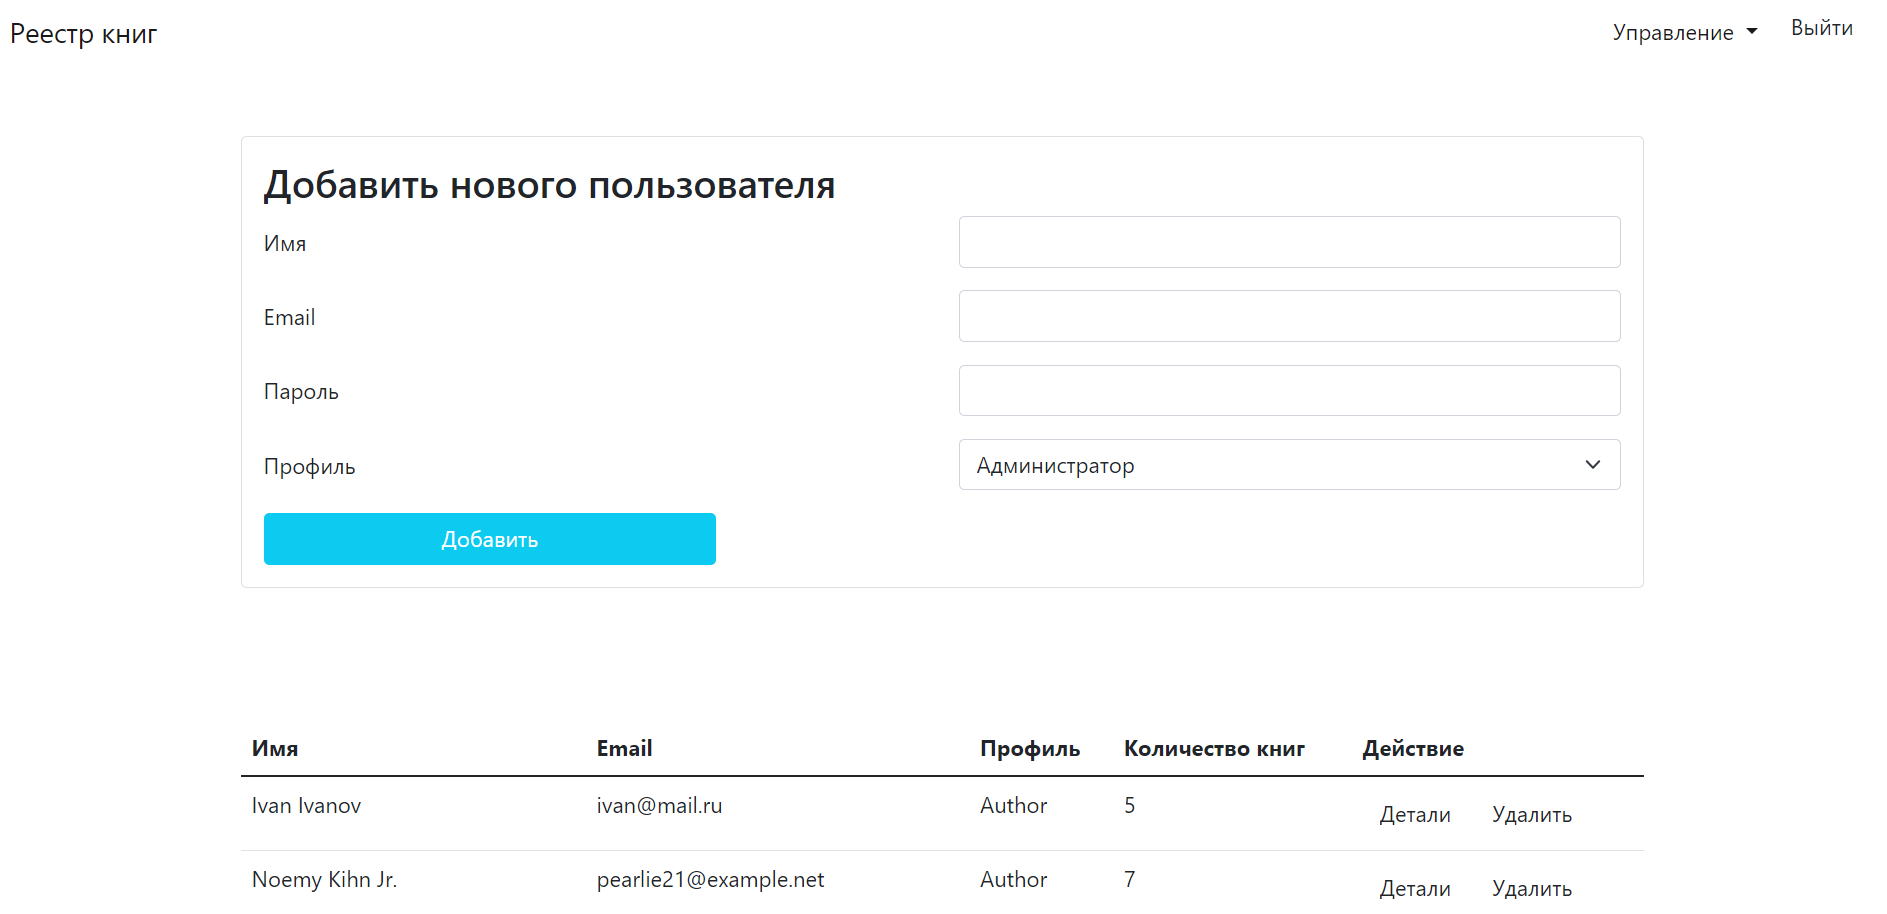 Реестр книг
Управление
Выйти
Добавить нового пользователя
Имя
Email
Пароль
Профиль Администратор
Добавить
Имя Email Профиль Количество книг Действие
Ivan Ivanov ivan@mail.ru Author 5 Детали Удалить
Noemy Kihn Jr. pearlie21@example.net Author 7 Детали Удалить